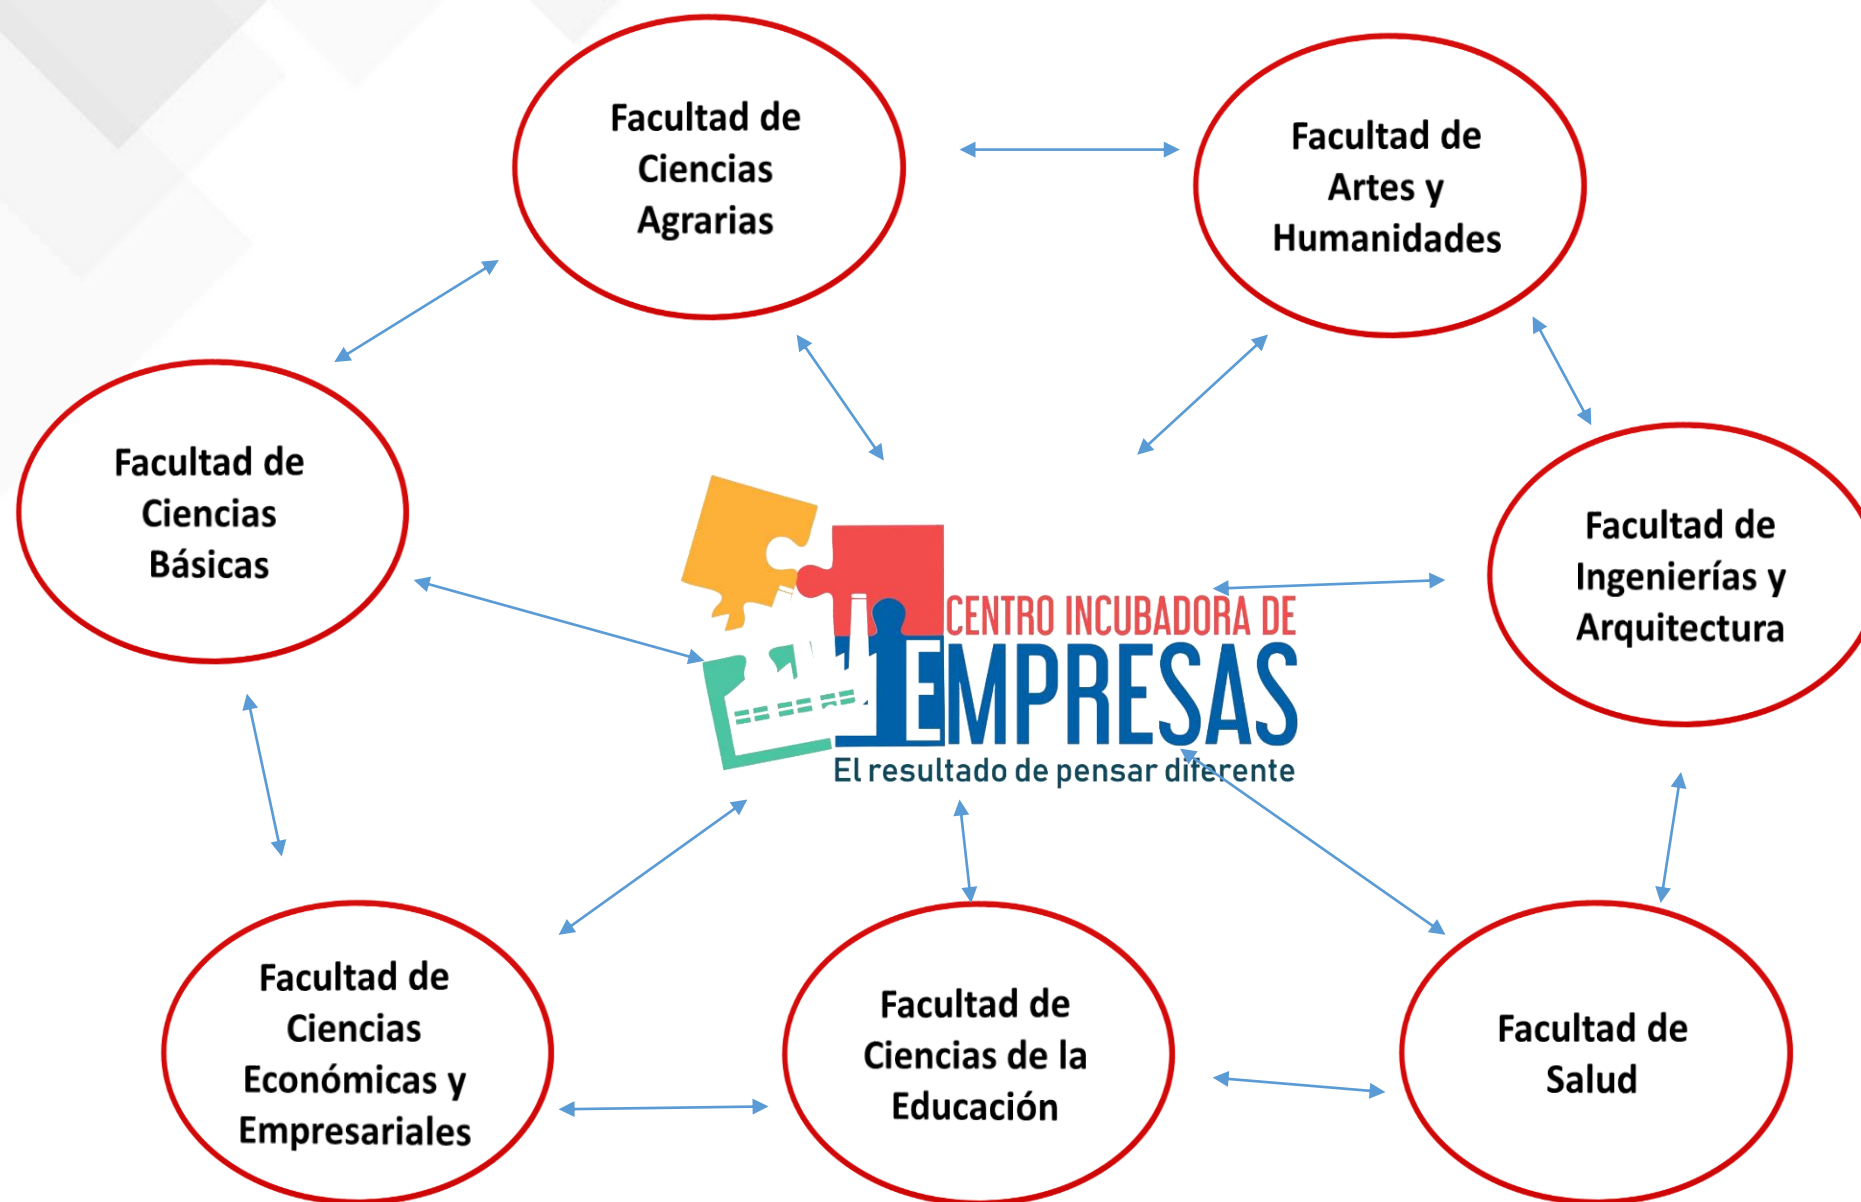 Facultad de
Ciencias
Agrarias
Facultad de
Artes y
Humanidades
Facultad de
Ciencias
Básicas
Facultad de
Ingenierías y
Arquitectura
CENTRO INCUBADORA DE
EMPRESAS
El resultado de pensar diferente
Facultad de
Ciencias
Económicas y
Empresariales
Facultad de
Ciencias de la
Educación
Facultad de
Salud